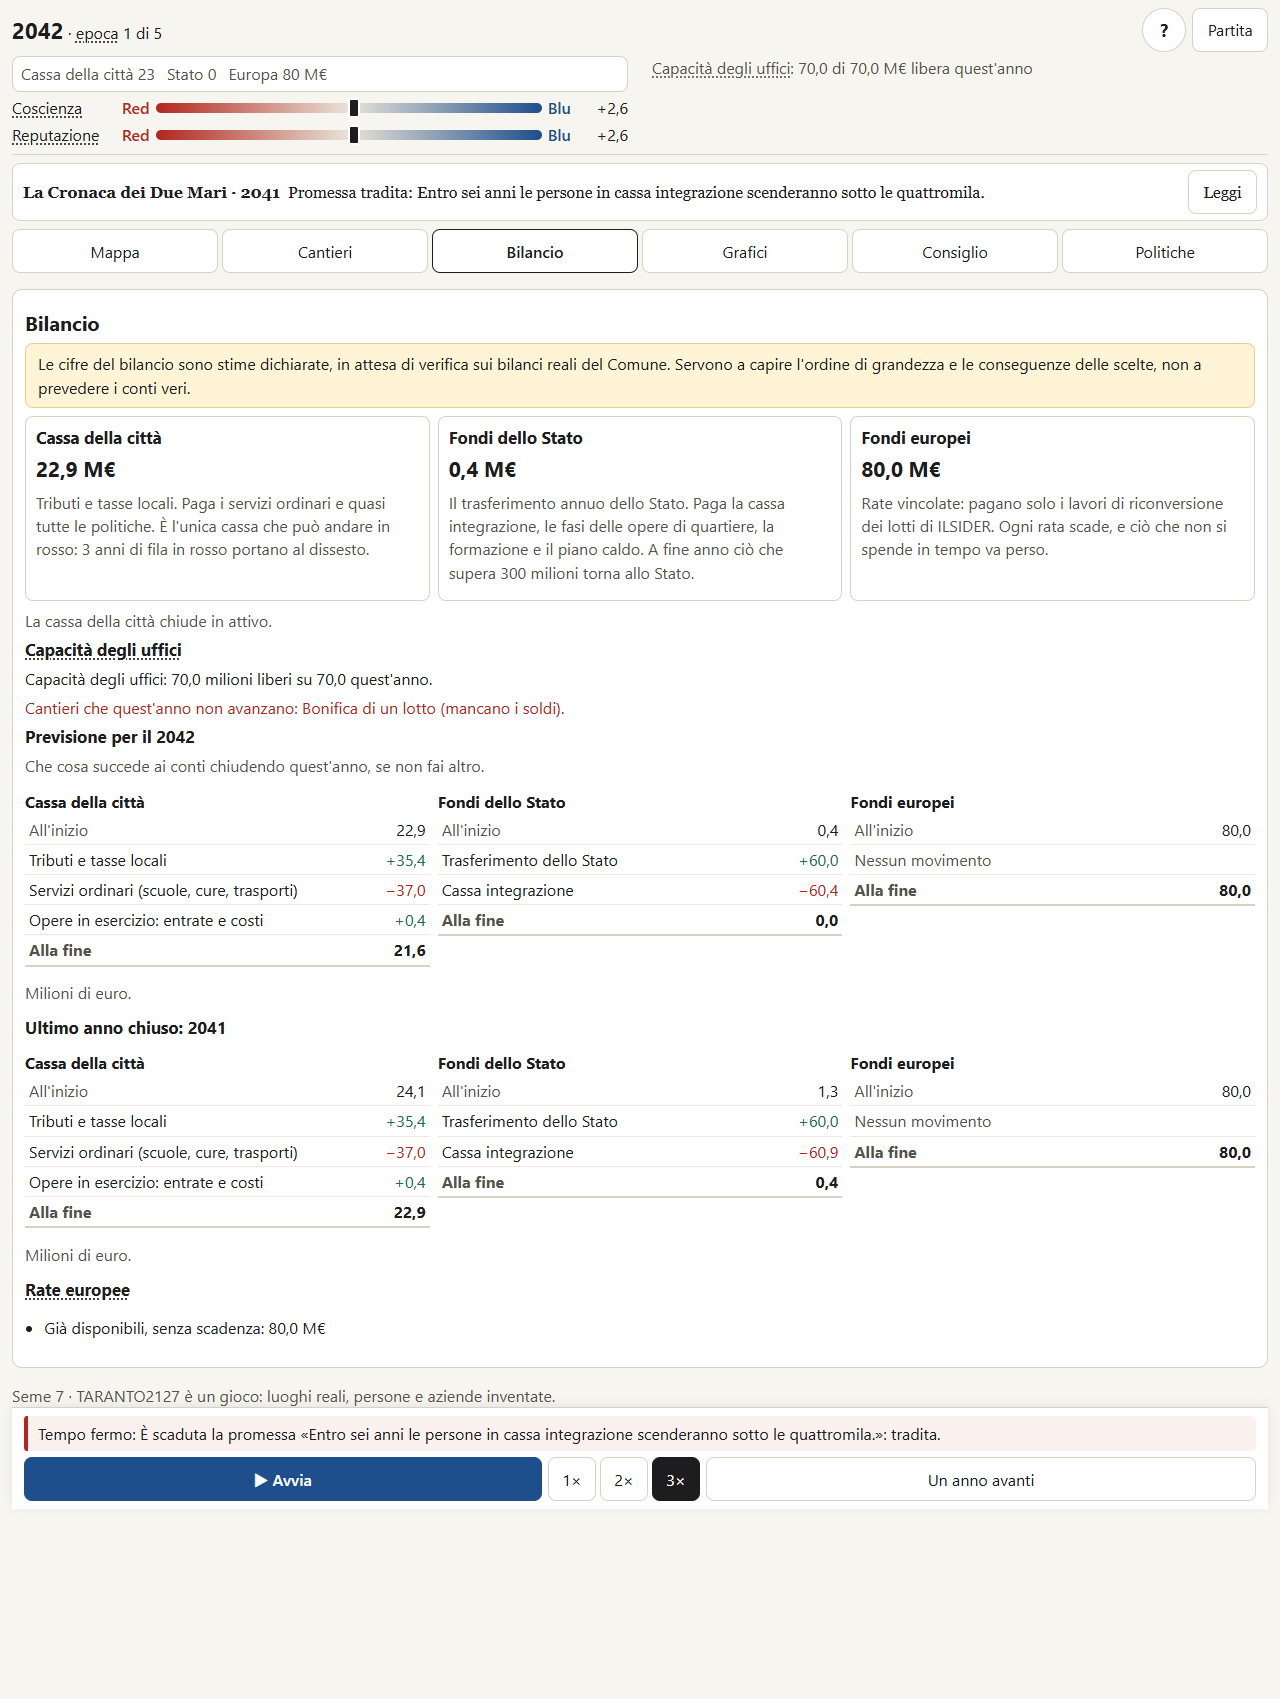 2042 · epoca 1 di 5
?
Partita
Cassa della città 23 Stato 0 Europa 80 M€
Capacità degli uffici: 70,0 di 70,0 M€ libera quest'anno
Coscienza Red Blu +2,6
Reputazione Red Blu +2,6
La Cronaca dei Due Mari · 2041 Promessa tradita: Entro sei anni le persone in cassa integrazione scenderanno sotto le quattromila.
Leggi
Mappa
Cantieri
Bilancio
Grafici
Consiglio
Politiche
Bilancio
Le cifre del bilancio sono stime dichiarate, in attesa di verifica sui bilanci reali del Comune. Servono a capire l'ordine di grandezza e le conseguenze delle scelte, non a
prevedere i conti veri.
Cassa della città
22,9 M€
Tributi e tasse locali. Paga i servizi ordinari e quasi
tutte le politiche. È l'unica cassa che può andare in
rosso: 3 anni di fila in rosso portano al dissesto.
Fondi dello Stato
0,4 M€
Il trasferimento annuo dello Stato. Paga la cassa
integrazione, le fasi delle opere di quartiere, la
formazione e il piano caldo. A fine anno ciò che
supera 300 milioni torna allo Stato.
Fondi europei
80,0 M€
Rate vincolate: pagano solo i lavori di riconversione
dei lotti di ILSIDER. Ogni rata scade, e ciò che non si
spende in tempo va perso.
La cassa della città chiude in attivo.
Capacità degli uffici
Capacità degli uffici: 70,0 milioni liberi su 70,0 quest'anno.
Cantieri che quest'anno non avanzano: Bonifica di un lotto (mancano i soldi).
Previsione per il 2042
Che cosa succede ai conti chiudendo quest'anno, se non fai altro.
Cassa della città
All'inizio 22,9
Tributi e tasse locali +35,4
Servizi ordinari (scuole, cure, trasporti) −37,0
Opere in esercizio: entrate e costi +0,4
Alla fine 21,6
Fondi dello Stato
All'inizio 0,4
Trasferimento dello Stato +60,0
Cassa integrazione −60,4
Alla fine 0,0
Fondi europei
All'inizio 80,0
Nessun movimento
Alla fine 80,0
Milioni di euro.
Ultimo anno chiuso: 2041
Cassa della città
All'inizio 24,1
Tributi e tasse locali +35,4
Servizi ordinari (scuole, cure, trasporti) −37,0
Opere in esercizio: entrate e costi +0,4
Alla fine 22,9
Fondi dello Stato
All'inizio 1,3
Trasferimento dello Stato +60,0
Cassa integrazione −60,9
Alla fine 0,4
Fondi europei
All'inizio 80,0
Nessun movimento
Alla fine 80,0
Milioni di euro.
Rate europee
• Già disponibili, senza scadenza: 80,0 M€
Seme 7 · TARANTO2127 è un gioco: luoghi reali, persone e aziende inventate.
Tempo fermo: È scaduta la promessa «Entro sei anni le persone in cassa integrazione scenderanno sotto le quattromila.»: tradita.
▶ Avvia
1×
2×
3×
Un anno avanti